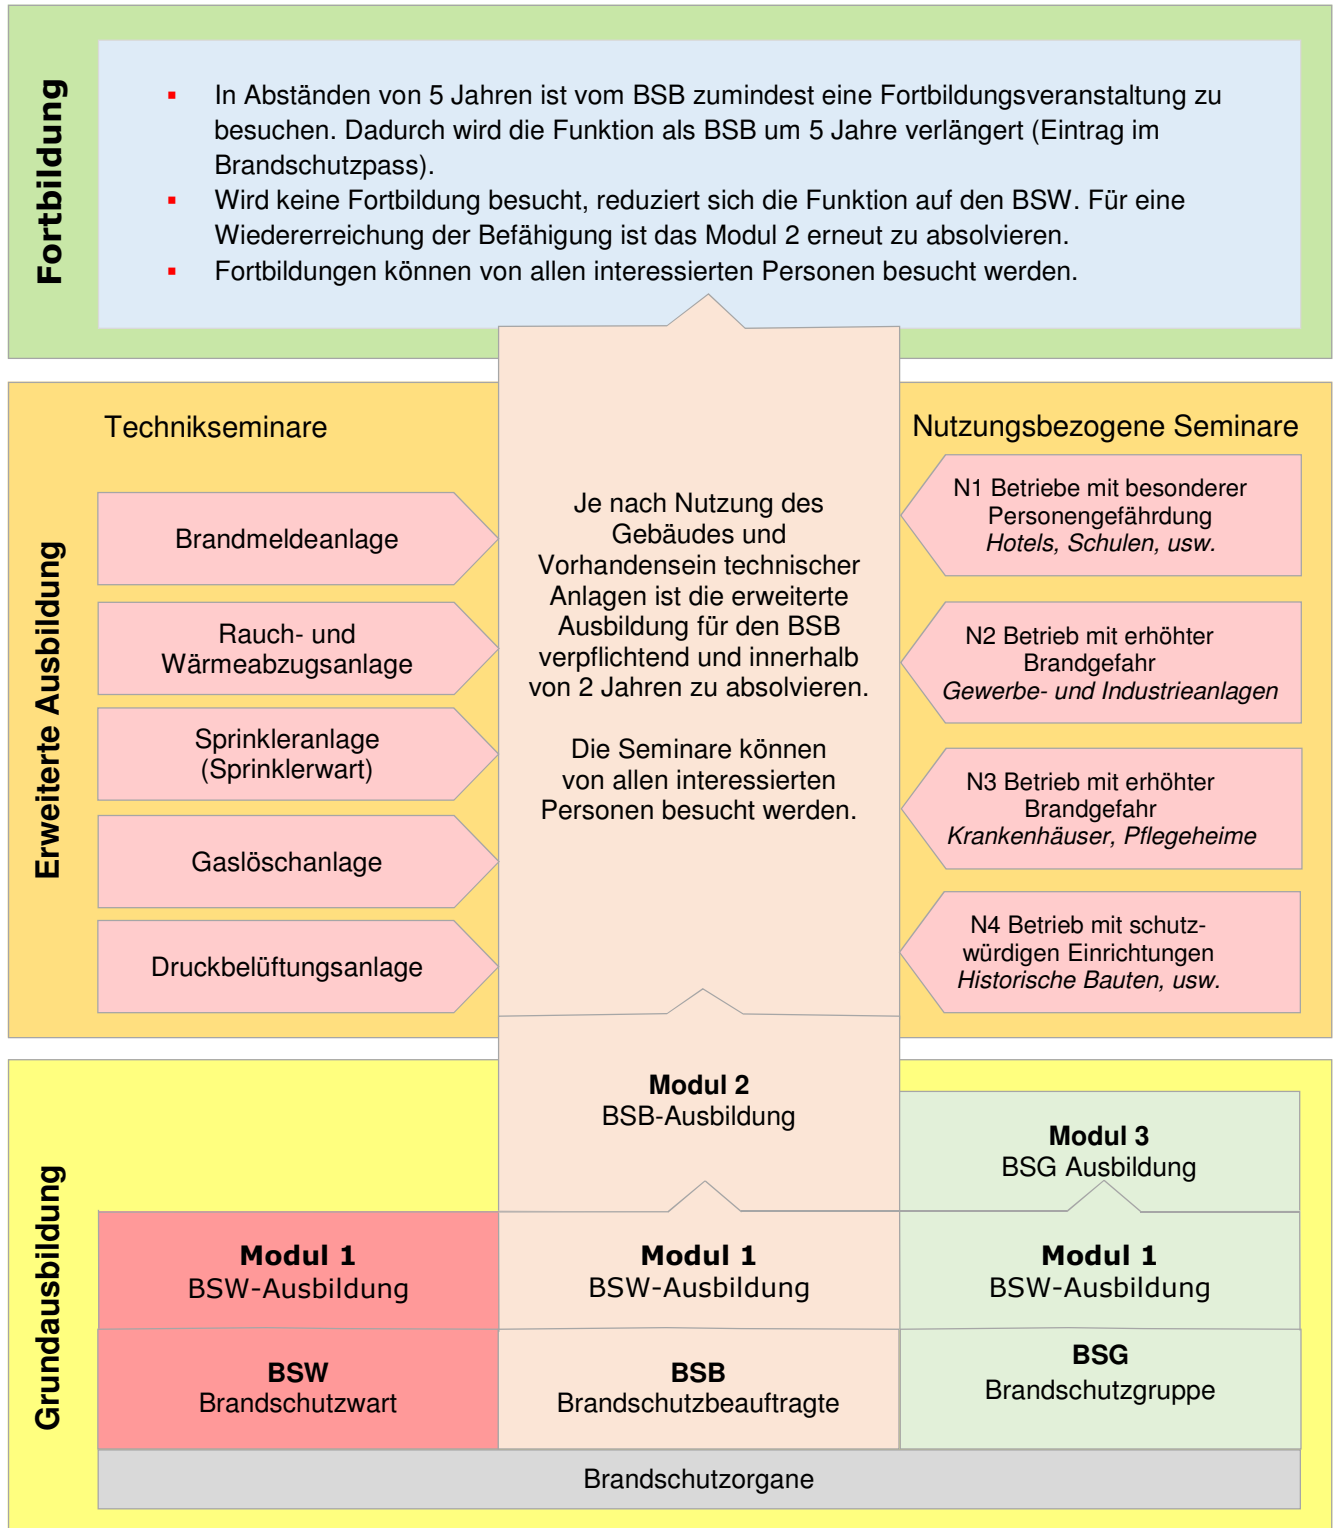 Fortbildung
▪ In Abständen von 5 Jahren ist vom BSB zumindest eine Fortbildungsveranstaltung zu
besuchen. Dadurch wird die Funktion als BSB um 5 Jahre verlängert (Eintrag im
Brandschutzpass).
▪ Wird keine Fortbildung besucht, reduziert sich die Funktion auf den BSW. Für eine
Wiedererreichung der Befähigung ist das Modul 2 erneut zu absolvieren.
▪ Fortbildungen können von allen interessierten Personen besucht werden.
Erweiterte Ausbildung
Technikseminare
Brandmeldeanlage
Rauch- und
Wärmeabzugsanlage
Sprinkleranlage
(Sprinklerwart)
Gaslöschanlage
Druckbelüftungsanlage
Je nach Nutzung des
Gebäudes und
Vorhandensein technischer
Anlagen ist die erweiterte
Ausbildung für den BSB
verpflichtend und innerhalb
von 2 Jahren zu absolvieren.
Die Seminare können
von allen interessierten
Personen besucht werden.
Nutzungsbezogene Seminare
N1 Betriebe mit besonderer
Personengefährdung
Hotels, Schulen, usw.
N2 Betrieb mit erhöhter
Brandgefahr
Gewerbe- und Industrieanlagen
N3 Betrieb mit erhöhter
Brandgefahr
Krankenhäuser, Pflegeheime
N4 Betrieb mit schutz-
würdigen Einrichtungen
Historische Bauten, usw.
Grundausbildung
Modul 2
BSB-Ausbildung
Modul 3
BSG Ausbildung
Modul 1
BSW-Ausbildung
Modul 1
BSW-Ausbildung
Modul 1
BSW-Ausbildung
BSW
Brandschutzwart
BSB
Brandschutzbeauftragte
BSG
Brandschutzgruppe
Brandschutzorgane